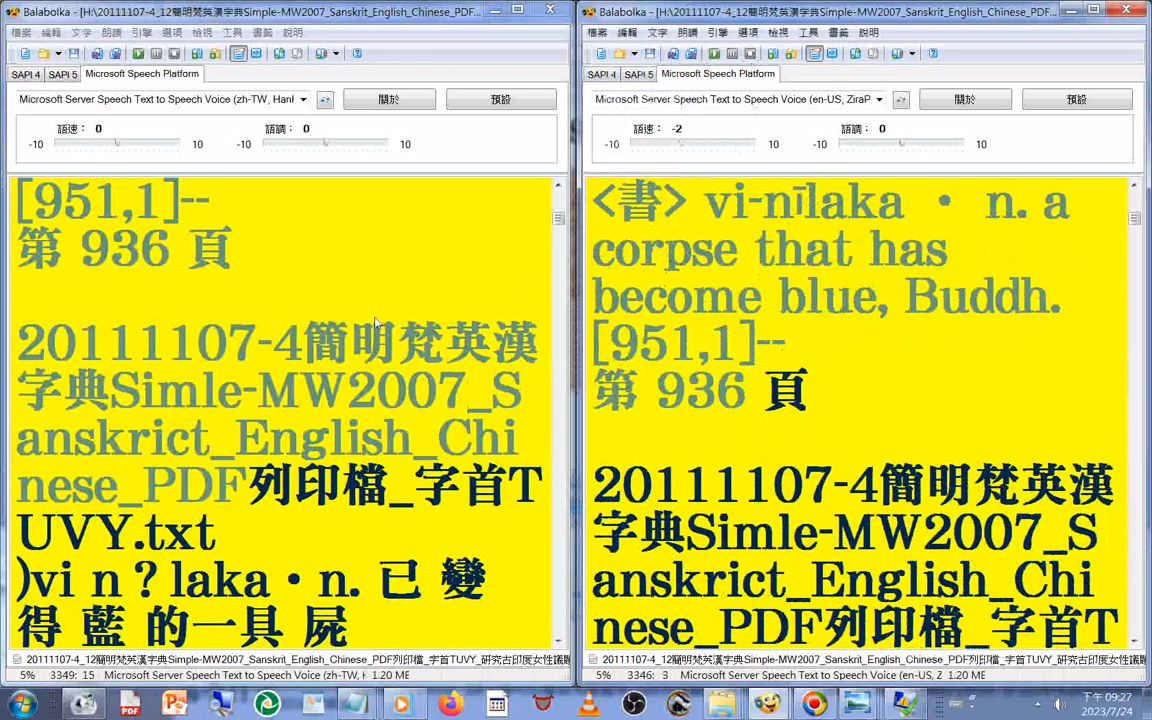 Balabolka - [H:\20111107-4_12簡明梵英漢字典Simple-MW2007_Sanskrit_English_Chinese_PDF...
檔案 編輯 文字 朗讀 引擎 選項 檢視 工具 書籤 說明
SAPI 4 SAPI 5 Microsoft Speech Platform
Microsoft Server Speech Text to Speech Voice (zh-TW, HanH
關於
預設
語速： 0
語調： 0
-10 10 -10 10
[951,1]--
第 936 頁
20111107-4簡明梵英漢
字典Simle-MW2007_S
anskrict_English_Chi
nese_PDF列印檔_字首T
UVY.txt
)vi n？laka • n. 已 變
得 藍 的一具 屍
20111107-4_12簡明梵英漢字典Simple-MW2007_Sanskrit_English_Chinese_PDF列印檔_字首TUVY_研究古印度女性議題
5% 3349: 15 Microsoft Server Speech Text to Speech Voice (zh-TW, H 1.20 MB
Balabolka - [H:\20111107-4_12簡明梵英漢字典Simple-MW2007_Sanskrit_English_Chinese_PDF...
檔案 編輯 文字 朗讀 引擎 選項 檢視 工具 書籤 說明
SAPI 4 SAPI 5 Microsoft Speech Platform
Microsoft Server Speech Text to Speech Voice (en-US, ZiraP
關於
預設
語速： -2
語調： 0
-10 10 -10 10
<書> vi-nīlaka • n. a
corpse that has
become blue, Buddh.
[951,1]--
第 936 頁
20111107-4簡明梵英漢
字典Simle-MW2007_S
anskrict_English_Chi
nese_PDF列印檔_字首T
20111107-4_12簡明梵英漢字典Simple-MW2007_Sanskrit_English_Chinese_PDF列印檔_字首TUVY_研究古印度女性議
5% 3346: 3 Microsoft Server Speech Text to Speech Voice (en-US, Z 1.20 MB
下午 09:27
2023/7/24